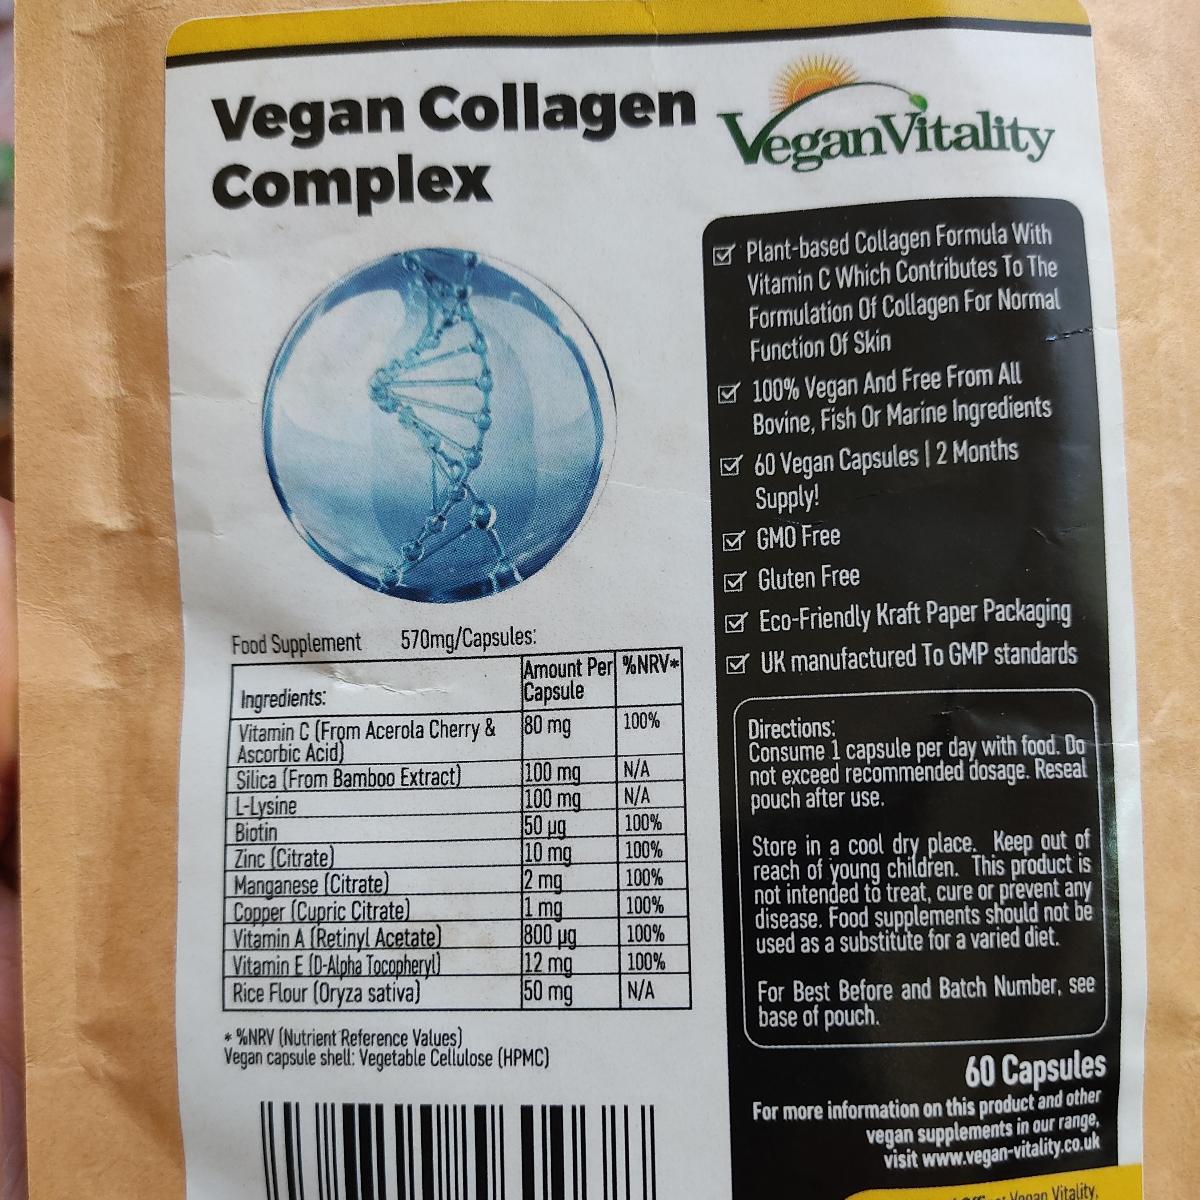 Vegan Collagen
Complex
VeganVitality
Plant-based Collagen Formula With
Vitamin C Which Contributes To The
Formulation Of Collagen For Normal
Function Of Skin
100% Vegan And Free From All
Bovine, Fish Or Marine Ingredients
60 Vegan Capsules | 2 Months
Supply!
GMO Free
Gluten Free
Eco-Friendly Kraft Paper Packaging
UK manufactured To GMP standards
Food Supplement 570mg/Capsules:
Ingredients: Amount Per Capsule %NRV*
Vitamin C (From Acerola Cherry & Ascorbic Acid) 80 mg 100%
Silica (From Bamboo Extract) 100 mg N/A
L-Lysine 100 mg N/A
Biotin 50 µg 100%
Zinc (Citrate) 10 mg 100%
Manganese (Citrate) 2 mg 100%
Copper (Cupric Citrate) 1 mg 100%
Vitamin A (Retinyl Acetate) 800 µg 100%
Vitamin E (D-Alpha Tocopheryl) 12 mg 100%
Rice Flour (Oryza sativa) 50 mg N/A
* %NRV (Nutrient Reference Values)
Vegan capsule shell: Vegetable Cellulose (HPMC)
Directions:
Consume 1 capsule per day with food. Do
not exceed recommended dosage. Reseal
pouch after use.
Store in a cool dry place. Keep out of
reach of young children. This product is
not intended to treat, cure or prevent any
disease. Food supplements should not be
used as a substitute for a varied diet.
For Best Before and Batch Number, see
base of pouch.
60 Capsules
For more information on this product and other
vegan supplements in our range,
visit www.vegan-vitality.co.uk
Vegan Vitality,